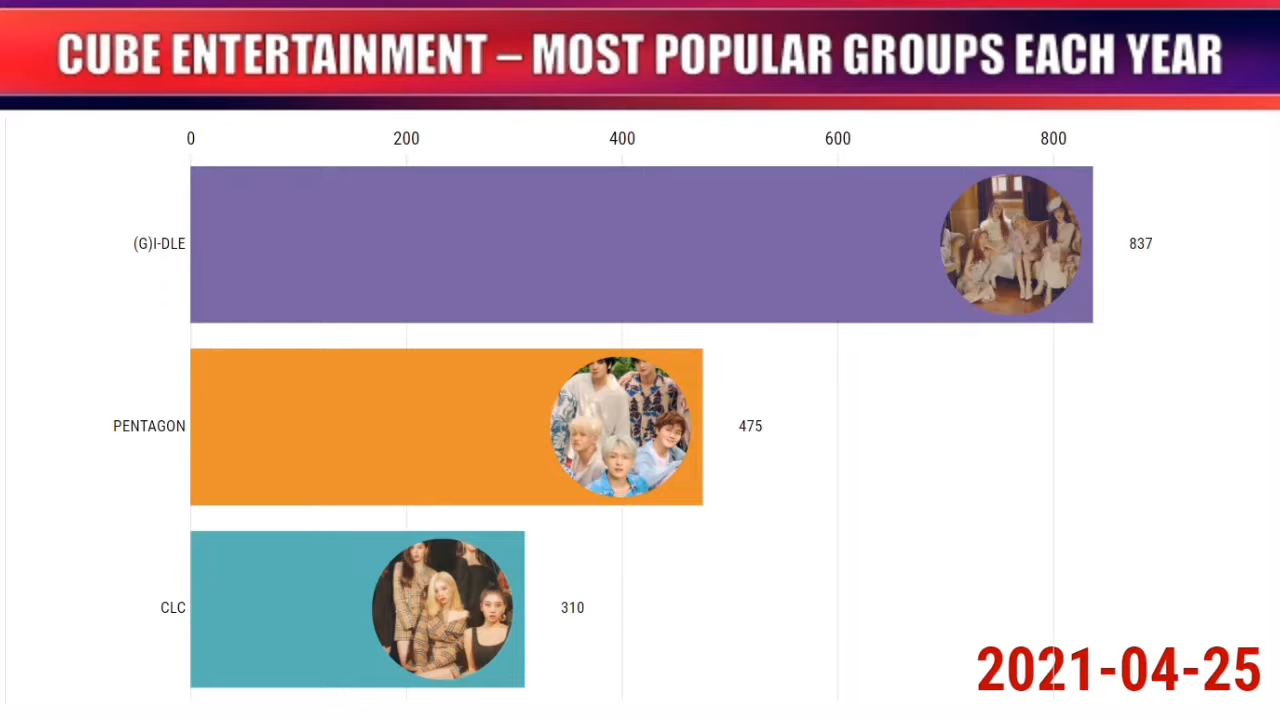 CUBE ENTERTAINMENT – MOST POPULAR GROUPS EACH YEAR
0 200 400 600 800
(G)I-DLE 837
PENTAGON 475
CLC 310
2021-04-25